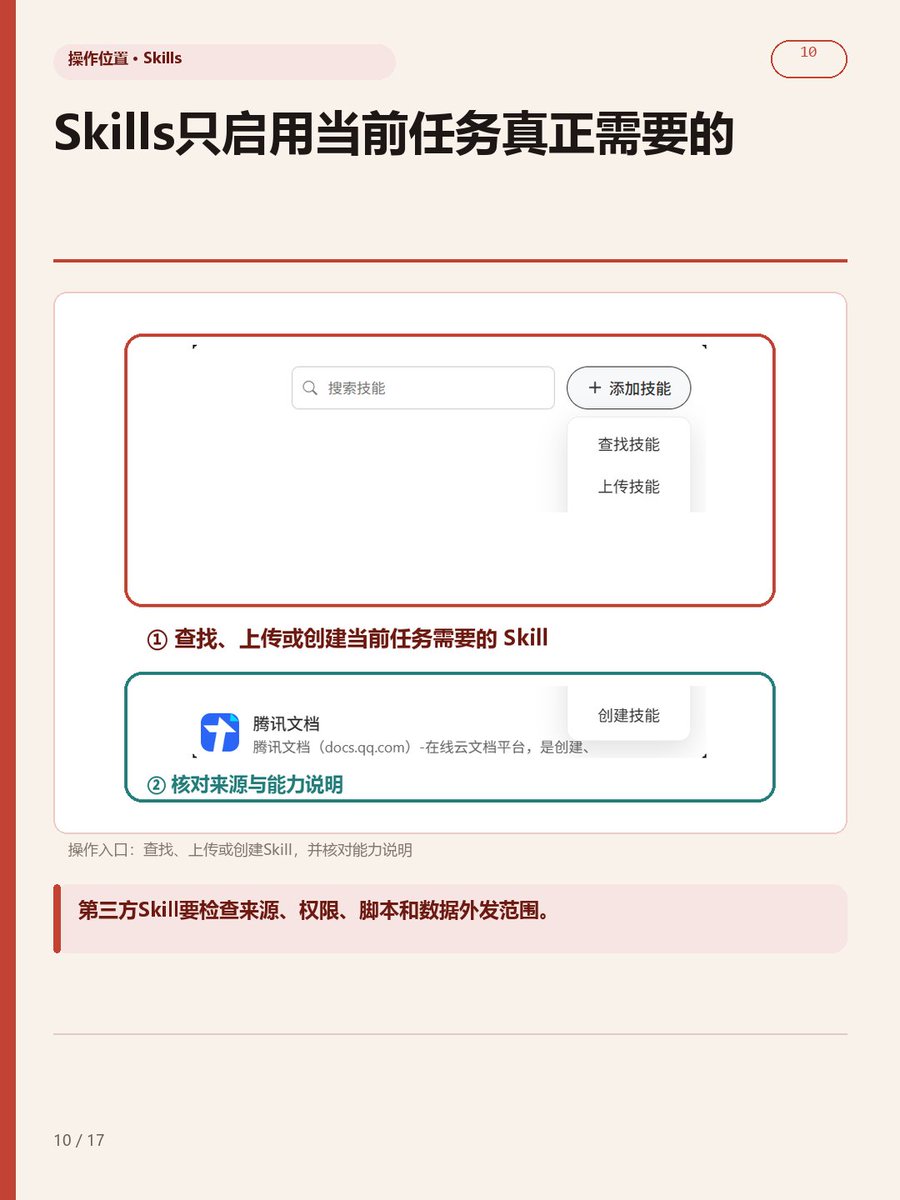 操作位置·Skills
10
Skills只启用当前任务真正需要的
搜索技能
+ 添加技能
查找技能
上传技能
① 查找、上传或创建当前任务需要的 Skill
创建技能
腾讯文档
腾讯文档（docs.qq.com）-在线云文档平台，是创建、
② 核对来源与能力说明
操作入口：查找、上传或创建Skill，并核对能力说明
第三方Skill要检查来源、权限、脚本和数据外发范围。
10 / 17